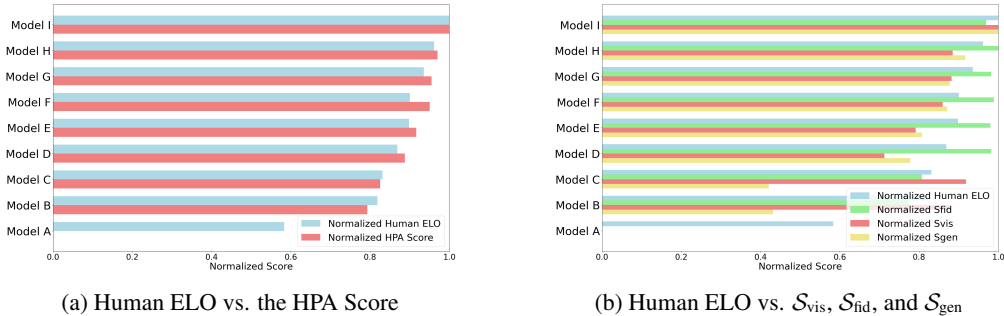 Model I
Model H
Model G
Model F
Model E
Model D
Model C
Model B
Model A
Normalized Human ELO
Normalized HPA Score
0.0 0.2 0.4 0.6 0.8 1.0
Normalized Score
(a) Human ELO vs. the HPA Score
Model I
Model H
Model G
Model F
Model E
Model D
Model C
Model B
Model A
Normalized Human ELO
Normalized Sfid
Normalized Svis
Normalized Sgen
0.0 0.2 0.4 0.6 0.8 1.0
Normalized Score
(b) Human ELO vs. 𝒮vis, 𝒮fid, and 𝒮gen